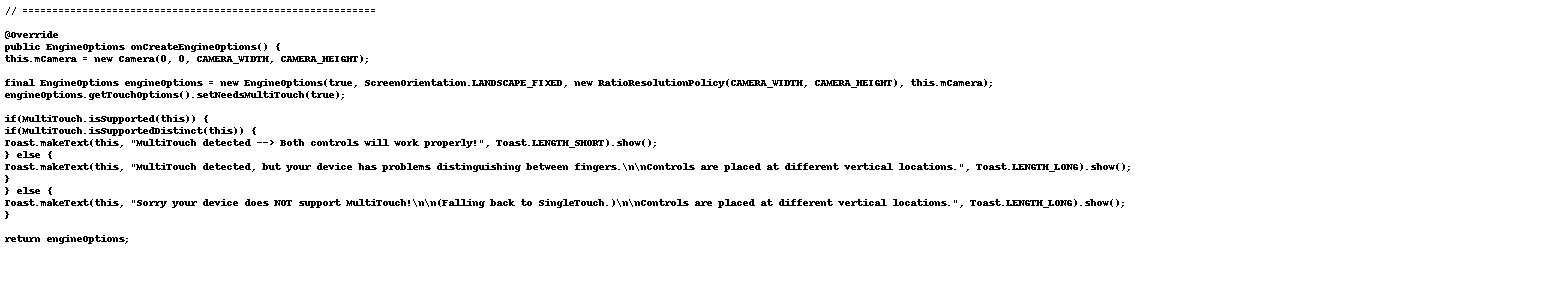 // ===========================================================
@Override
public EngineOptions onCreateEngineOptions() {
this.mCamera = new Camera(0, 0, CAMERA_WIDTH, CAMERA_HEIGHT);
final EngineOptions engineOptions = new EngineOptions(true, ScreenOrientation.LANDSCAPE_FIXED, new RatioResolutionPolicy(CAMERA_WIDTH, CAMERA_HEIGHT), this.mCamera);
engineOptions.getTouchOptions().setNeedsMultiTouch(true);
if(MultiTouch.isSupported(this)) {
if(MultiTouch.isSupportedDistinct(this)) {
Toast.makeText(this, "MultiTouch detected --> Both controls will work properly!", Toast.LENGTH_SHORT).show();
} else {
Toast.makeText(this, "MultiTouch detected, but your device has problems distinguishing between fingers.\n\nControls are placed at different vertical locations.", Toast.LENGTH_LONG).show();
}
} else {
Toast.makeText(this, "Sorry your device does NOT support MultiTouch!\n\n(Falling back to SingleTouch.)\n\nControls are placed at different vertical locations.", Toast.LENGTH_LONG).show();
}
return engineOptions;